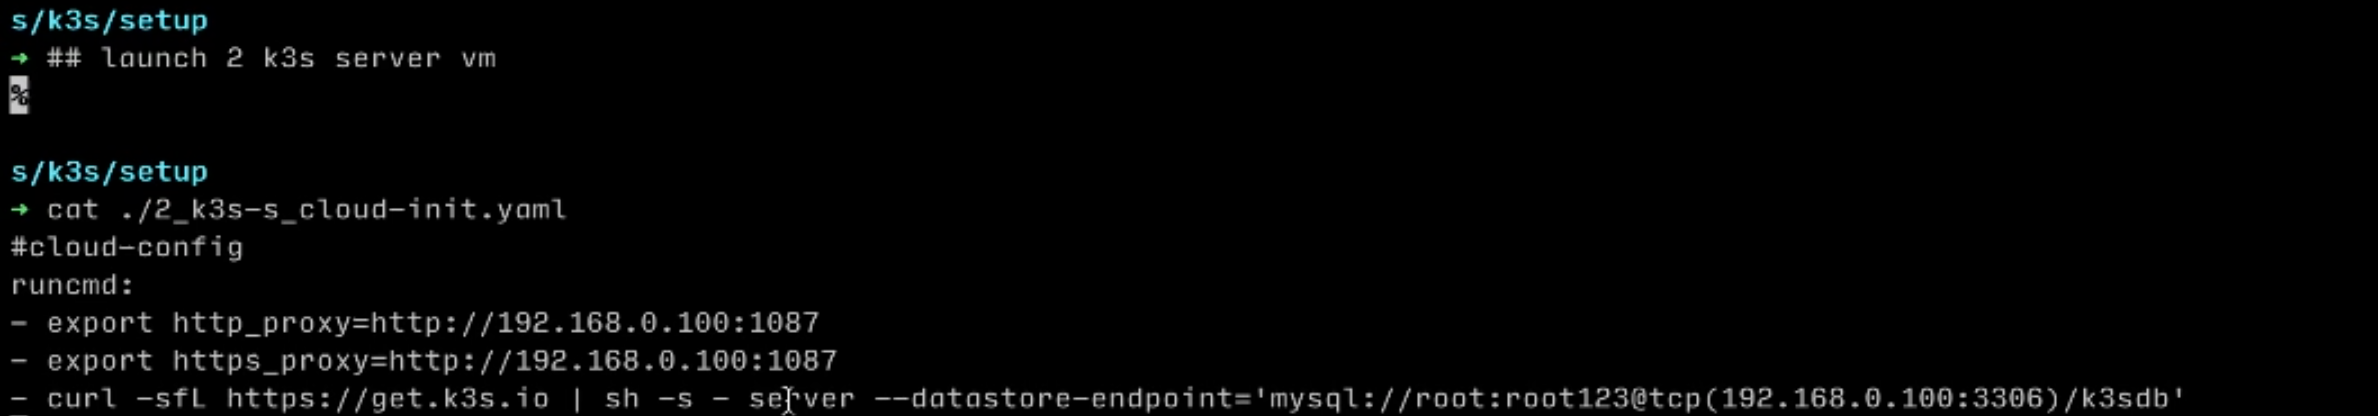 s/k3s/setup
→ ## launch 2 k3s server vm
%
s/k3s/setup
→ cat ./2_k3s-s_cloud-init.yaml
#cloud-config
runcmd:
- export http_proxy=http://192.168.0.100:1087
- export https_proxy=http://192.168.0.100:1087
- curl -sfL https://get.k3s.io | sh -s - server --datastore-endpoint='mysql://root:root123@tcp(192.168.0.100:3306)/k3sdb'